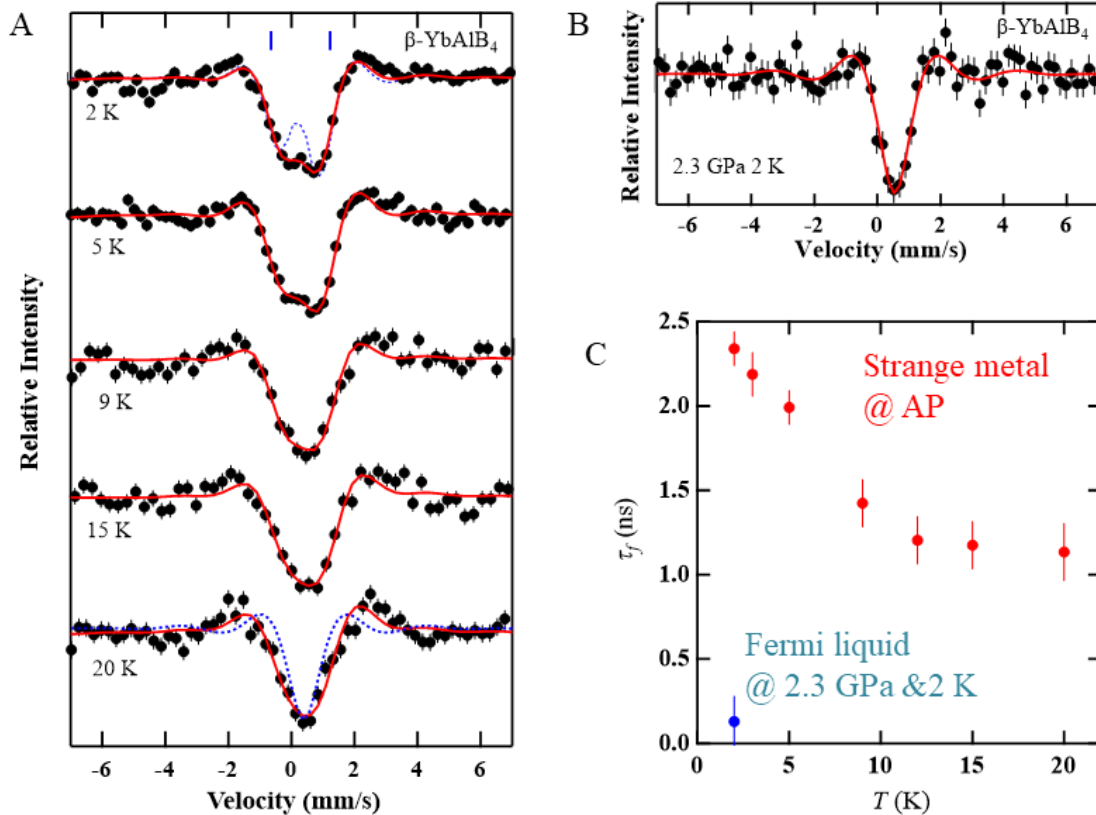 A
β-YbAlB4
2 K
5 K
9 K
15 K
20 K
Relative Intensity
-6 -4 -2 0 2 4 6
Velocity (mm/s)
B
β-YbAlB4
2.3 GPa 2 K
Relative Intensity
-6 -4 -2 0 2 4 6
Velocity (mm/s)
C
2.5
2.0
1.5
1.0
0.5
0.0
τf (ns)
Strange metal
@ AP
Fermi liquid
@ 2.3 GPa &2 K
0 5 10 15 20
T (K)